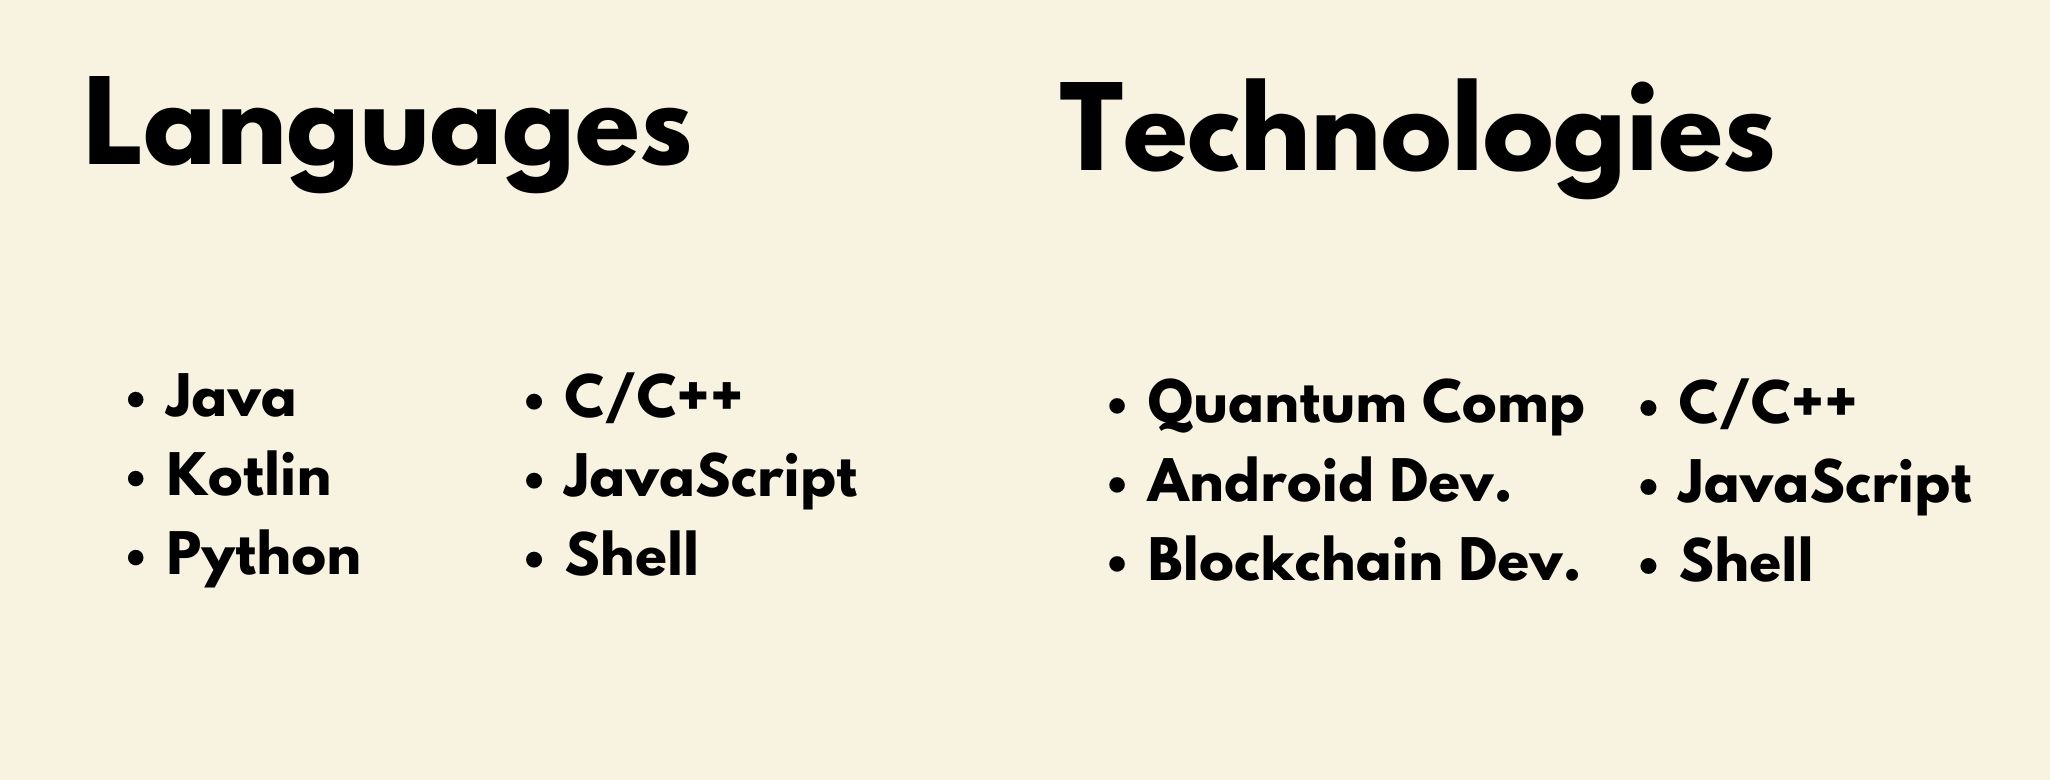 Languages
• Java
• Kotlin
• Python
• C/C++
• JavaScript
• Shell
Technologies
• Quantum Comp
• Android Dev.
• Blockchain Dev.
• C/C++
• JavaScript
• Shell